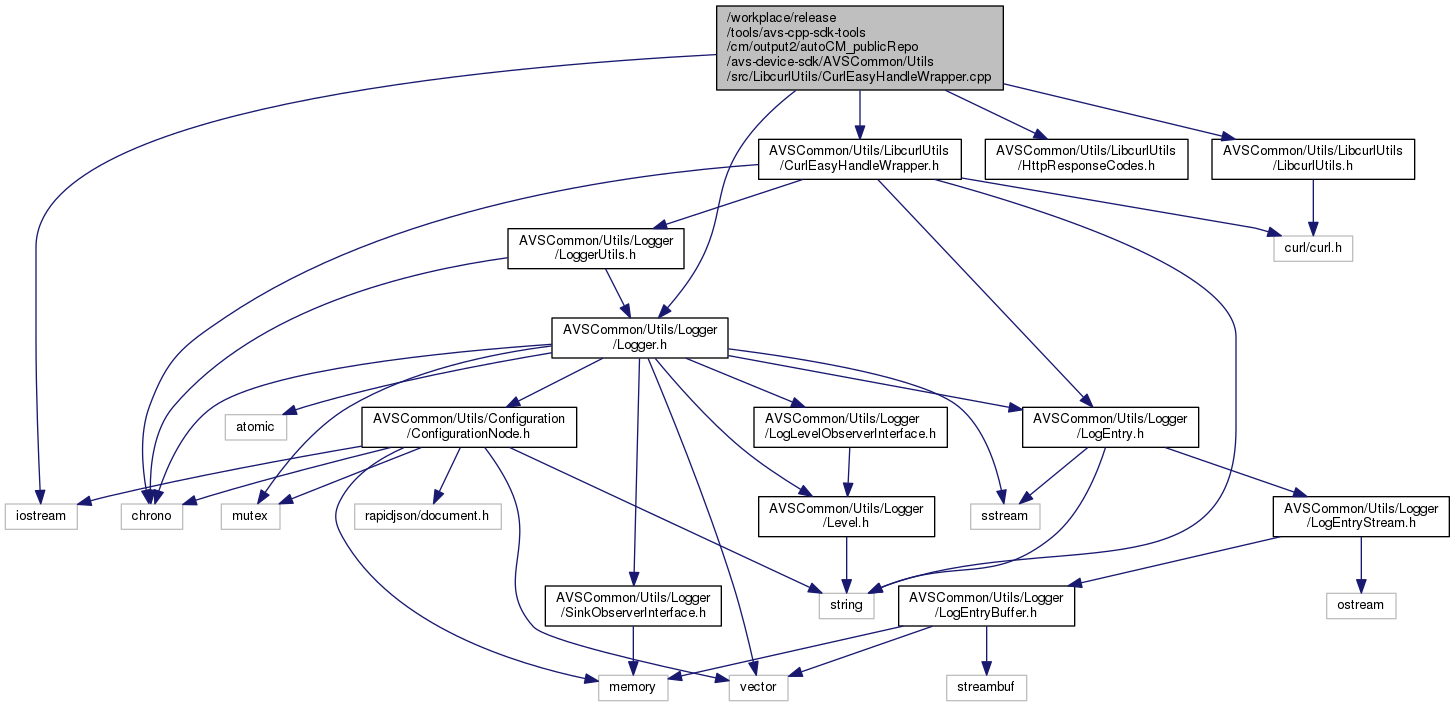 /workplace/release
/tools/avs-cpp-sdk-tools
/cm/output2/autoCM_publicRepo
/avs-device-sdk/AVSCommon/Utils
/src/LibcurlUtils/CurlEasyHandleWrapper.cpp
AVSCommon/Utils/LibcurlUtils
/CurlEasyHandleWrapper.h
AVSCommon/Utils/LibcurlUtils
/HttpResponseCodes.h
AVSCommon/Utils/LibcurlUtils
/LibcurlUtils.h
AVSCommon/Utils/Logger
/LoggerUtils.h
curl/curl.h
AVSCommon/Utils/Logger
/Logger.h
atomic
AVSCommon/Utils/Configuration
/ConfigurationNode.h
AVSCommon/Utils/Logger
/LogLevelObserverInterface.h
AVSCommon/Utils/Logger
/LogEntry.h
iostream
chrono
mutex
rapidjson/document.h
AVSCommon/Utils/Logger
/Level.h
sstream
AVSCommon/Utils/Logger
/LogEntryStream.h
AVSCommon/Utils/Logger
/SinkObserverInterface.h
string
AVSCommon/Utils/Logger
/LogEntryBuffer.h
ostream
memory
vector
streambuf